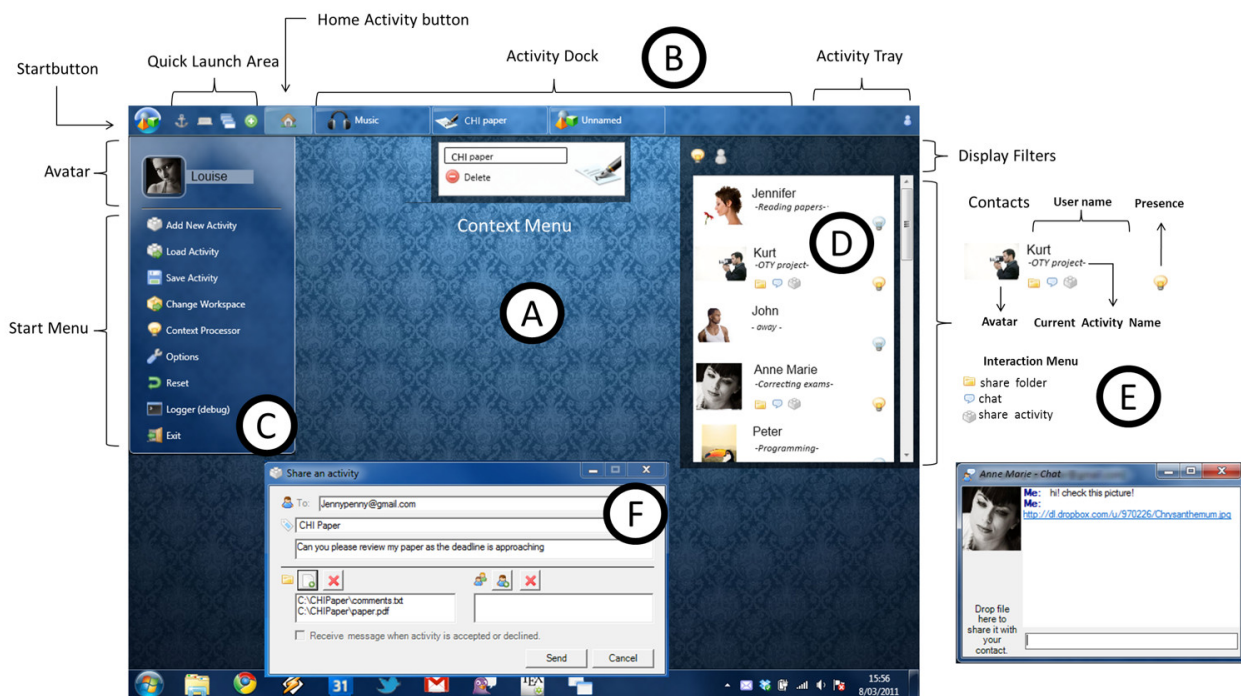 Home Activity button
Startbutton
Quick Launch Area
Activity Dock
B
Activity Tray
Music
CHI paper
Unnamed
Avatar
Louise
CHI paper
Delete
Context Menu
Display Filters
Start Menu
Add New Activity
Load Activity
Save Activity
Change Workspace
Context Processor
Options
Reset
Logger (debug)
Exit
C
A
Jennifer
-Reading papers-
Kurt
-OTY project-
John
- away -
Anne Marie
-Correcting exams-
Peter
-Programming-
D
Contacts
User name
Presence
Kurt
-OTY project-
Avatar
Current Activity Name
Interaction Menu
share folder
chat
share activity
E
Share an activity
To:
Jennypenny@gmail.com
F
CHI Paper
Can you please review my paper as the deadline is approaching
C:\CHIPaper\comments.txt
C:\CHIPaper\paper.pdf
Receive message when activity is accepted or declined.
Send
Cancel
Anne Marie - Chat
Me: hi! check this picture!
Me:
http://dl.dropbox.com/u/970226/Chrysanthemum.jpg
Drop file
here to
share it with
your
contact.
31
TEX
15:56
8/03/2011